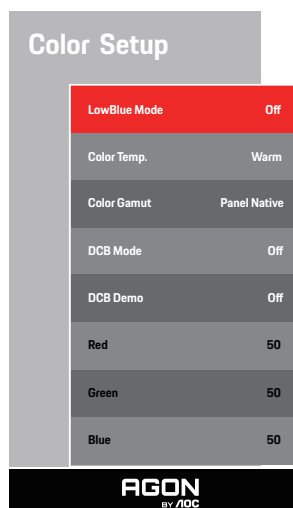 Color Setup
LowBlue Mode Off
Color Temp. Warm
Color Gamut Panel Native
DCB Mode Off
DCB Demo Off
Red 50
Green 50
Blue 50
AGON
BY AOC